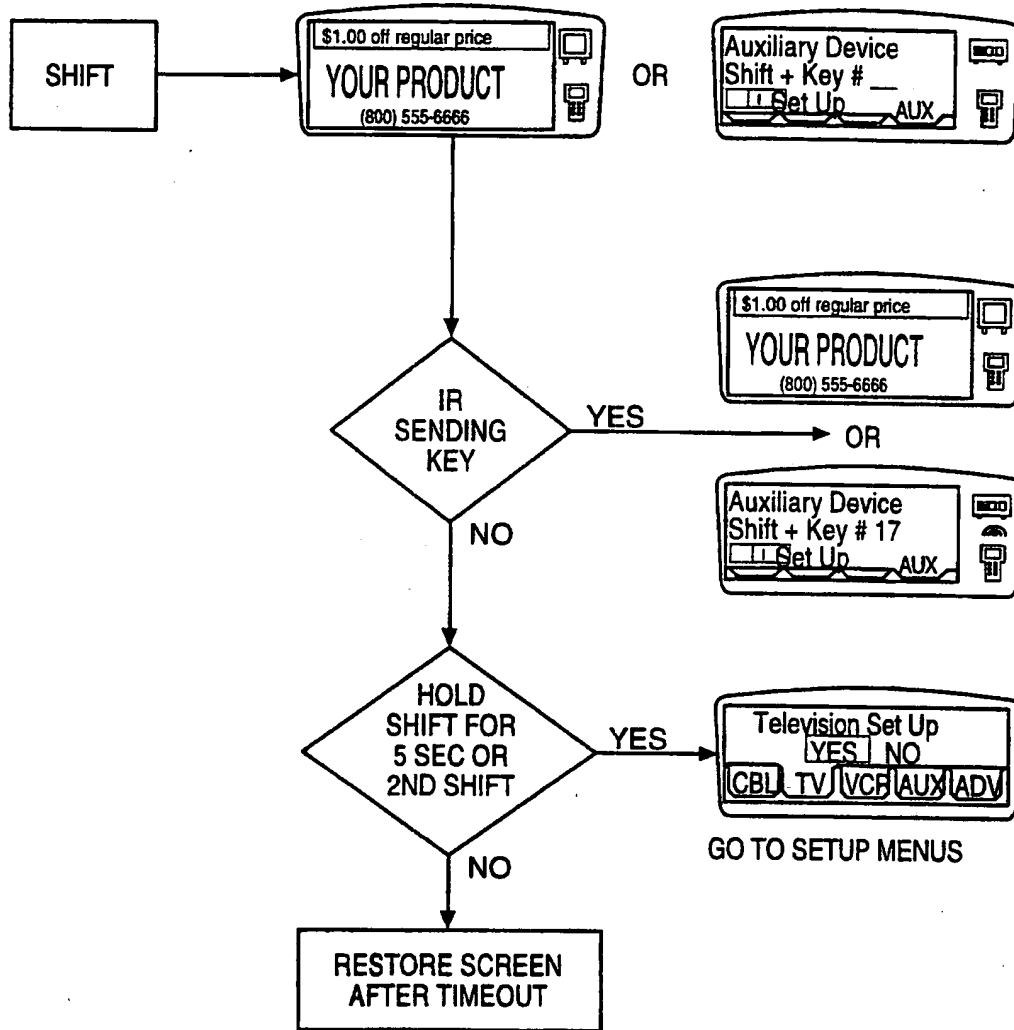 SHIFT
$1.00 off regular price
YOUR PRODUCT
(800) 555-6666
OR
Auxiliary Device
Shift + Key # __
Set Up
AUX
$1.00 off regular price
YOUR PRODUCT
(800) 555-6666
IR
SENDING
KEY
YES
OR
NO
Auxiliary Device
Shift + Key # 17
Set Up
AUX
HOLD
SHIFT FOR
5 SEC OR
2ND SHIFT
YES
Television Set Up
YES NO
CBL TV VCR AUX ADV
GO TO SETUP MENUS
NO
RESTORE SCREEN
AFTER TIMEOUT